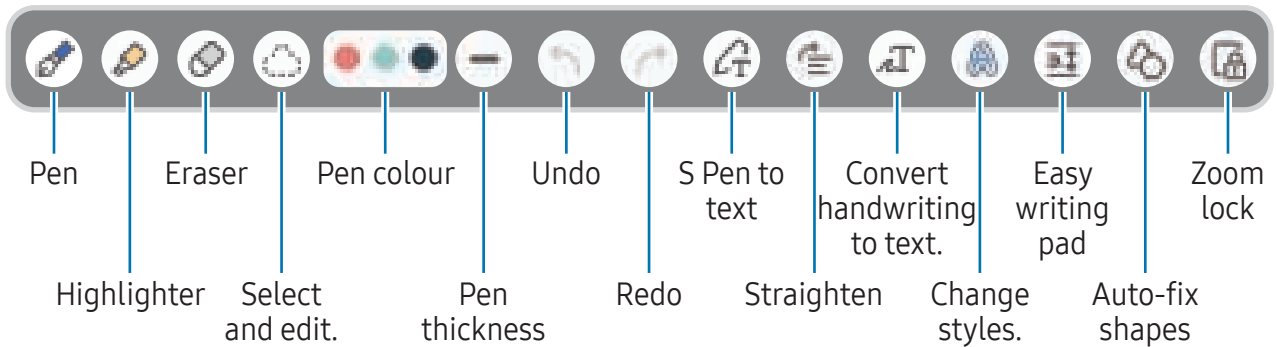 Pen
Eraser
Pen colour
Undo
S Pen to
text
Convert
handwriting
to text.
Easy
writing
pad
Zoom
lock
Highlighter
Select
and edit.
Pen
thickness
Redo
Straighten
Change
styles.
Auto-fix
shapes